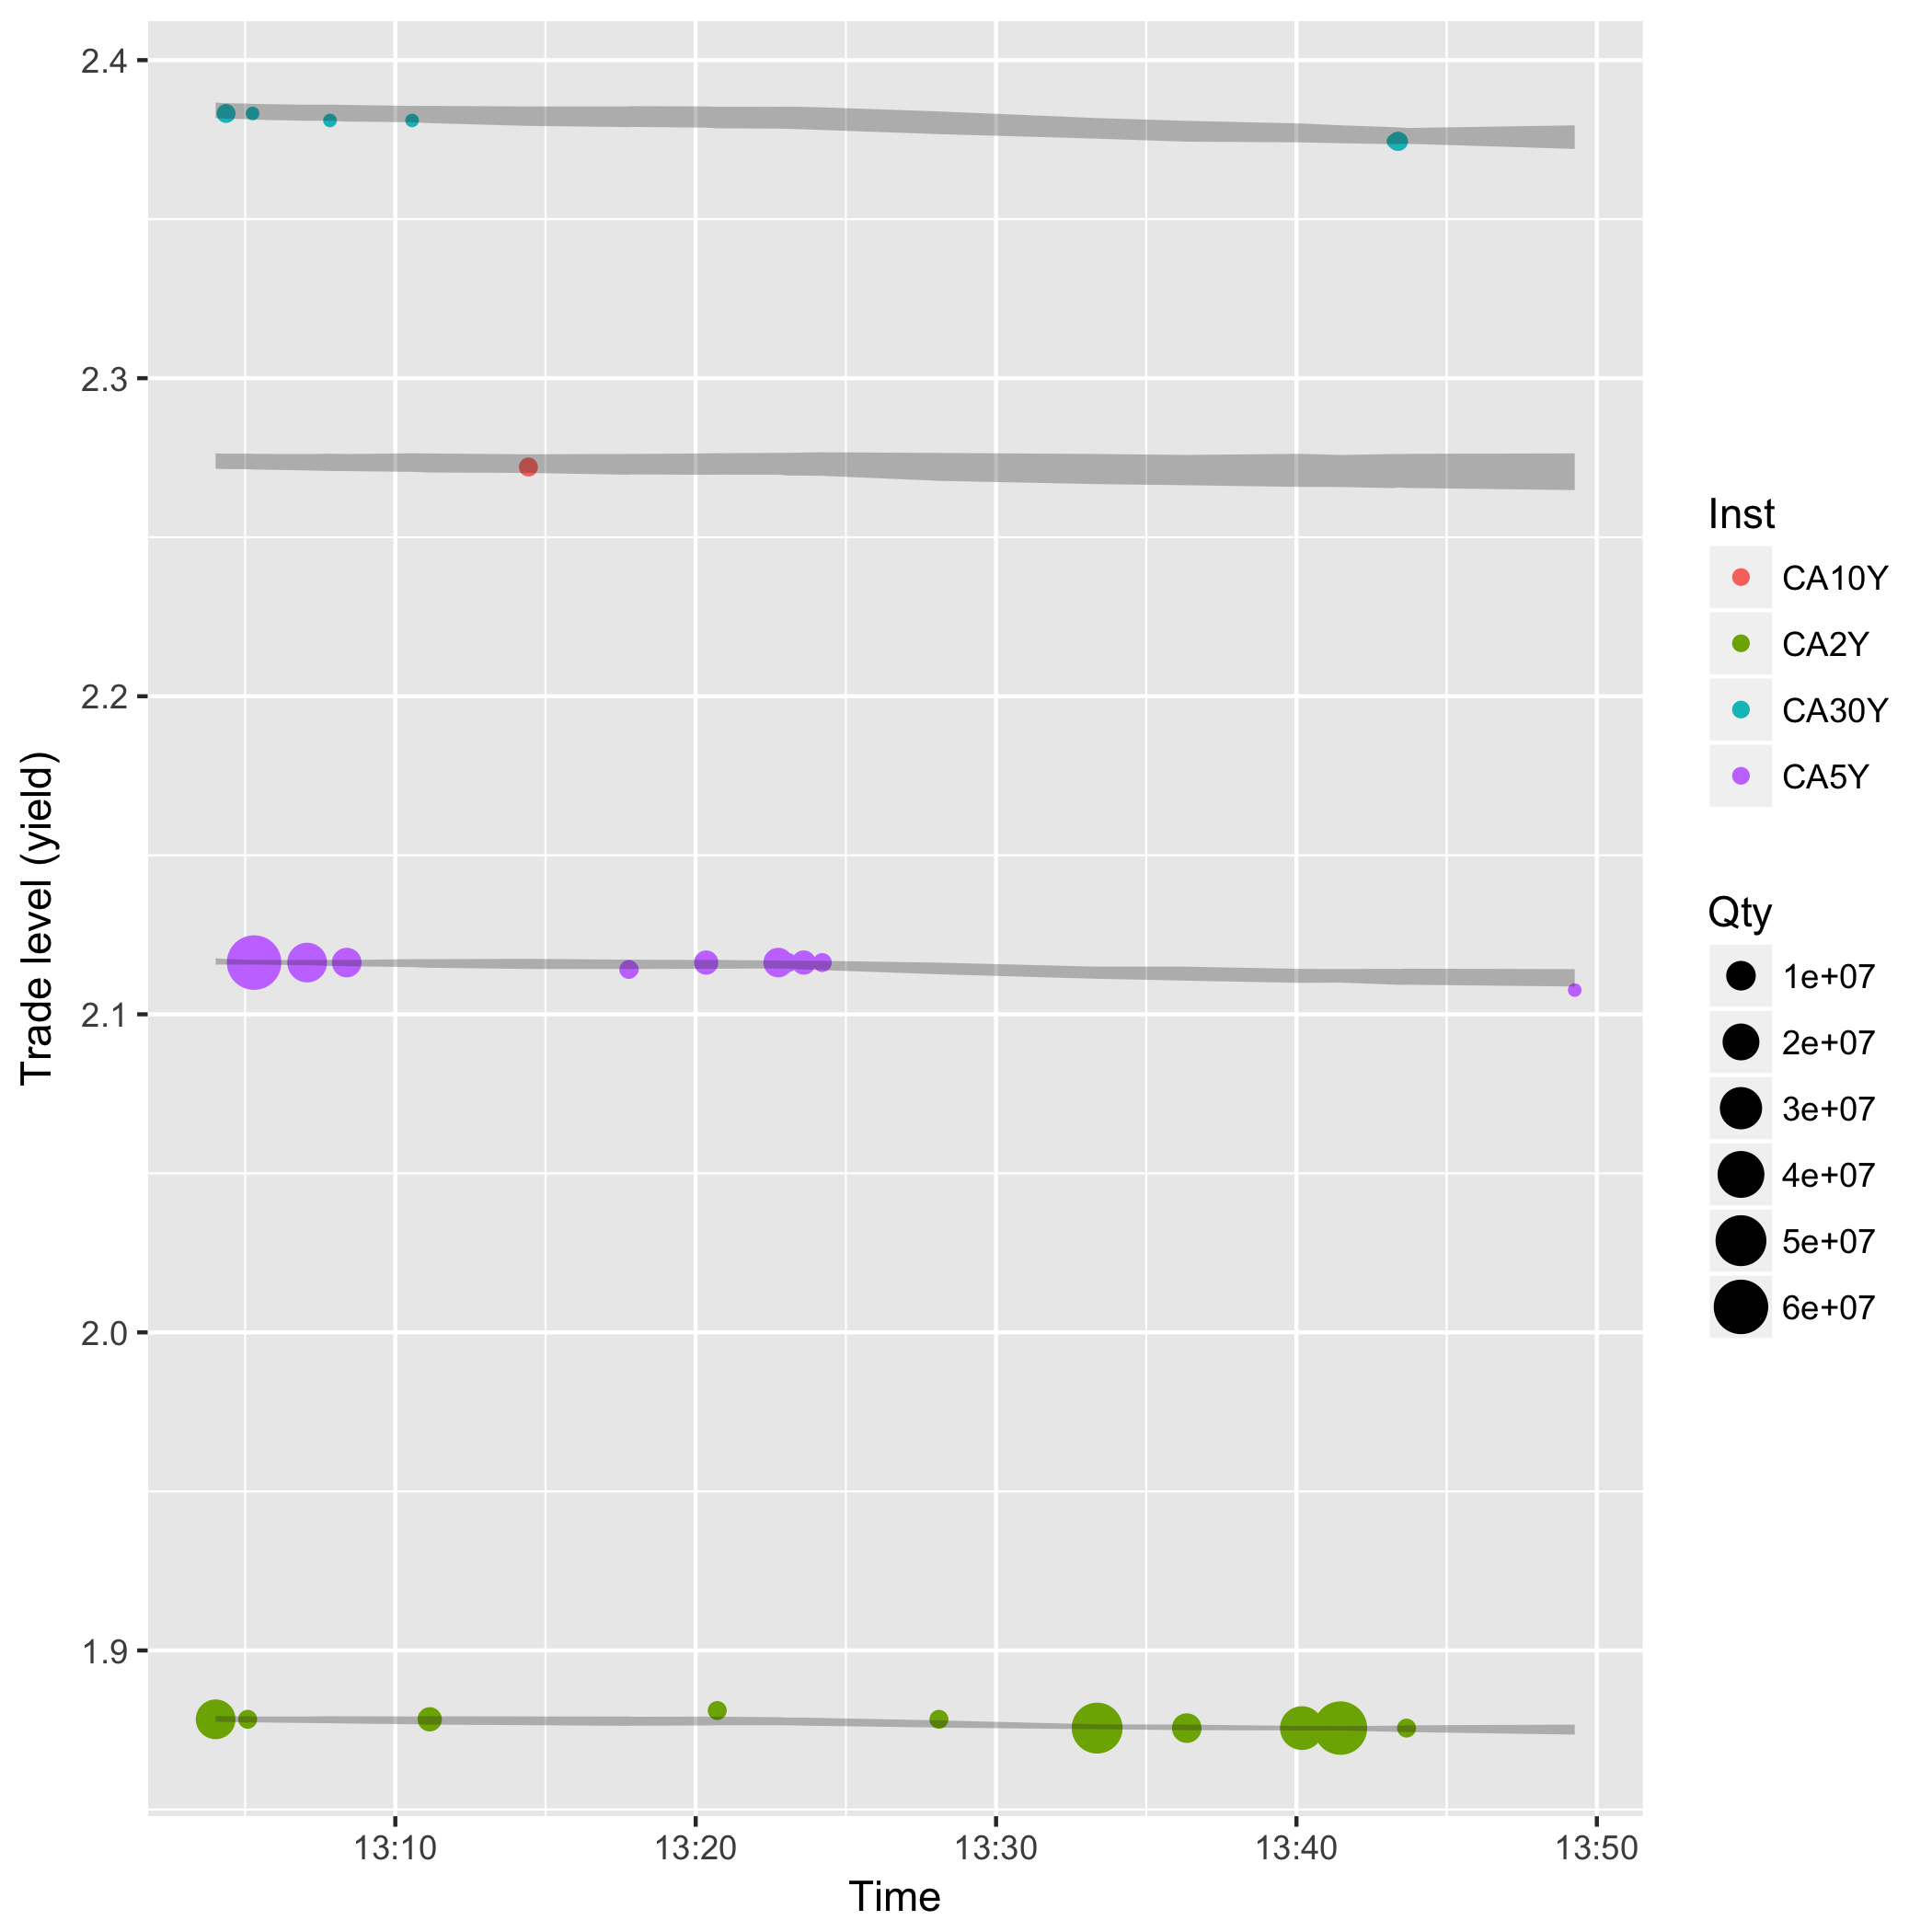 Trade level (yield)
2.4
2.3
2.2
2.1
2.0
1.9
13:10
13:20
13:30
13:40
13:50
Time
Inst
CA10Y
CA2Y
CA30Y
CA5Y
Qty
1e+07
2e+07
3e+07
4e+07
5e+07
6e+07